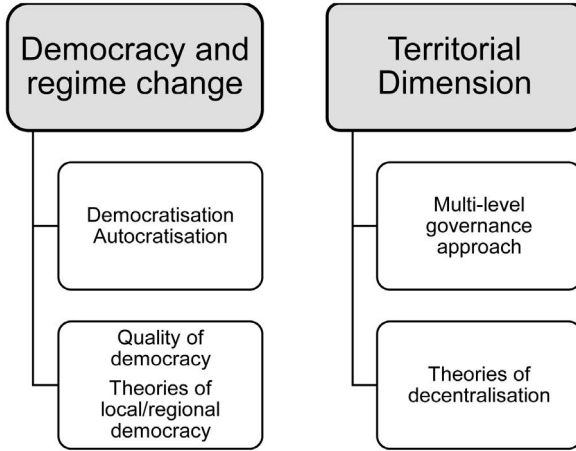 Democracy and
regime change
Democratisation
Autocratisation
Quality of
democracy
Theories of
local/regional
democracy
Territorial
Dimension
Multi-level
governance
approach
Theories of
decentralisation